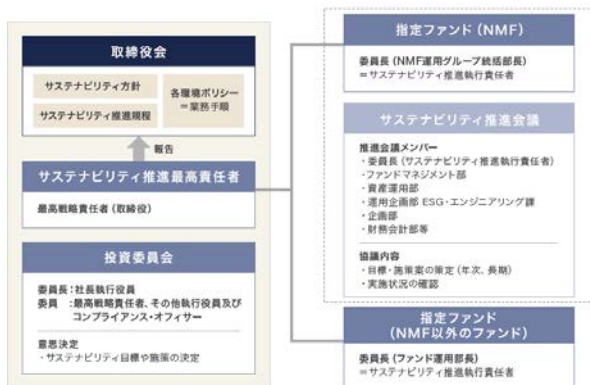 取締役会
サステナビリティ方針
サステナビリティ推進規程
各環境ポリシー
＝業務手順
報告
サステナビリティ推進最高責任者
最高戦略責任者（取締役）
投資委員会
委員長：社長執行役員
委員　：最高戦略責任者、その他執行役員及び
コンプライアンス・オフィサー
意思決定
・サステナビリティ目標や施策の決定
指定ファンド（NMF）
委員長（NMF運用グループ統括部長）
＝サステナビリティ推進執行責任者
サステナビリティ推進会議
推進会議メンバー
・委員長（サステナビリティ推進執行責任者）
・ファンドマネジメント部
・資産運用部
・運用企画部 ESG・エンジニアリング課
・企画部
・財務会計部等
協議内容
・目標・施策案の策定（年次、長期）
・実施状況の確認
指定ファンド
（NMF以外のファンド）
委員長（ファンド運用部長）
＝サステナビリティ推進執行責任者